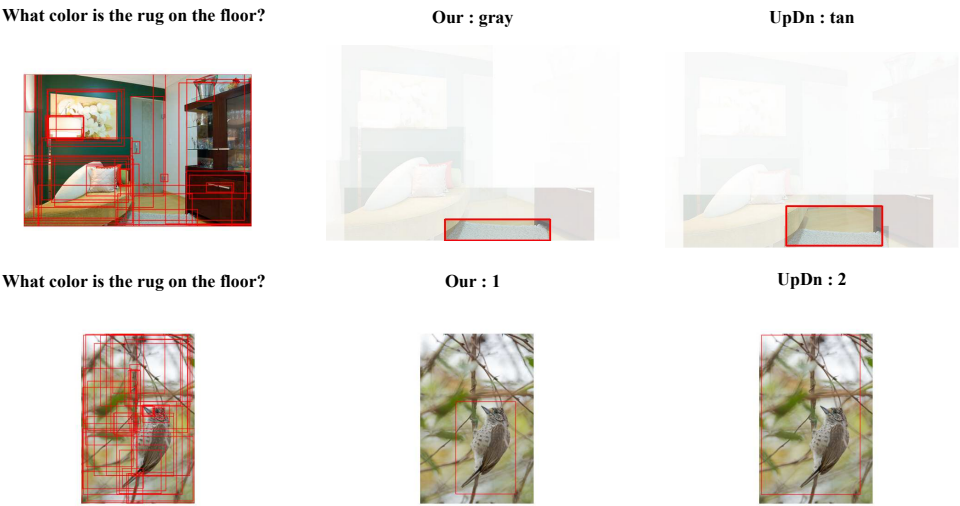 What color is the rug on the floor?
Our : gray
UpDn : tan
What color is the rug on the floor?
Our : 1
UpDn : 2